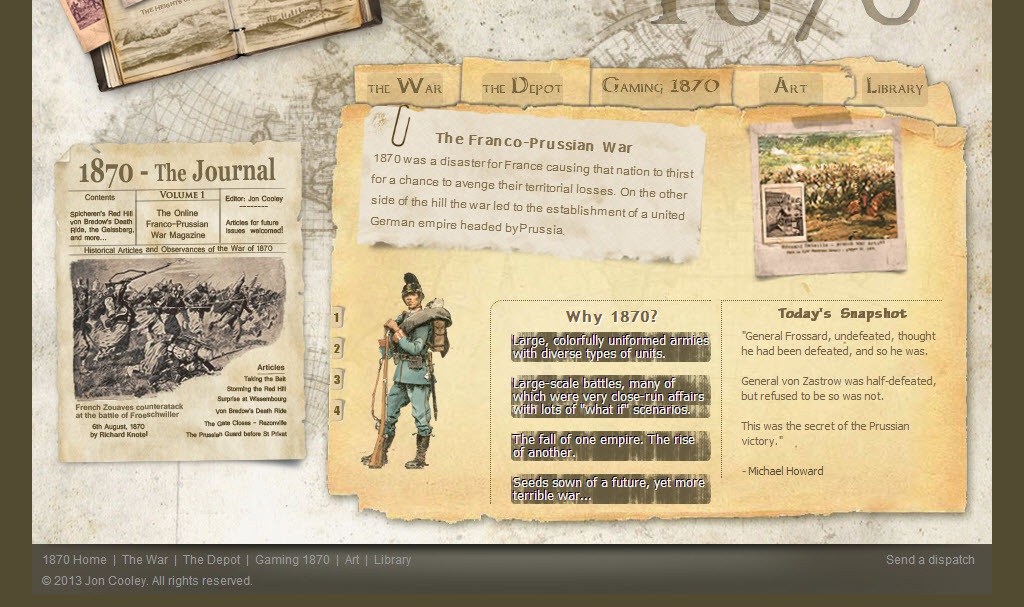 1870
THE WAR
THE DEPOT
GAMING 1870
ART
LIBRARY
1870 - The Journal
Contents
Spicheren's Red Hill
von Bredow's Death
Ride, the Geissberg,
and more...
VOLUME 1
The Online
Franco-Prussian
War Magazine
Editor: Jon Cooley
--------
Articles for future
issues welcomed!
Historical Articles and Observances of the War of 1870
Articles
Taking the Bait
Storming the Red Hill
Surprise at Wissembourg
von Bredow's Death Ride
The Gate Closes - Rezonville
The Prussian Guard before St Privat
French Zouaves counteratack
at the battle of Froeschwiller
6th August, 1870
by Richard Knotel
The Franco-Prussian War
1870 was a disaster for France causing that nation to thirst
for a chance to avenge their territorial losses. On the other
side of the hill the war led to the establishment of a united
German empire headed by Prussia.
1
2
3
4
Why 1870?
Large, colorfully uniformed armies
with diverse types of units.
Large-scale battles, many of
which were very close-run affairs
with lots of "what if" scenarios.
The fall of one empire. The rise
of another.
Seeds sown of a future, yet more
terrible war...
Today's Snapshot
"General Frossard, undefeated, thought
he had been defeated, and so he was.
General von Zastrow was half-defeated,
but refused to be so was not.
This was the secret of the Prussian
victory."
- Michael Howard
1870 Home | The War | The Depot | Gaming 1870 | Art | Library
Send a dispatch
© 2013 Jon Cooley. All rights reserved.